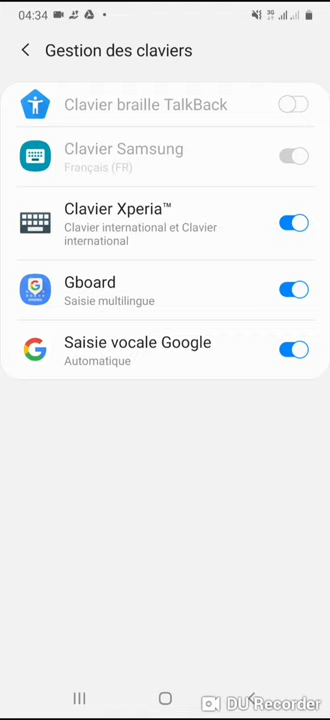 04:34
3G
Gestion des claviers
Clavier braille TalkBack
Clavier Samsung
Français (FR)
Clavier Xperia™
Clavier international et Clavier
international
Gboard
Saisie multilingue
Saisie vocale Google
Automatique
DU Recorder